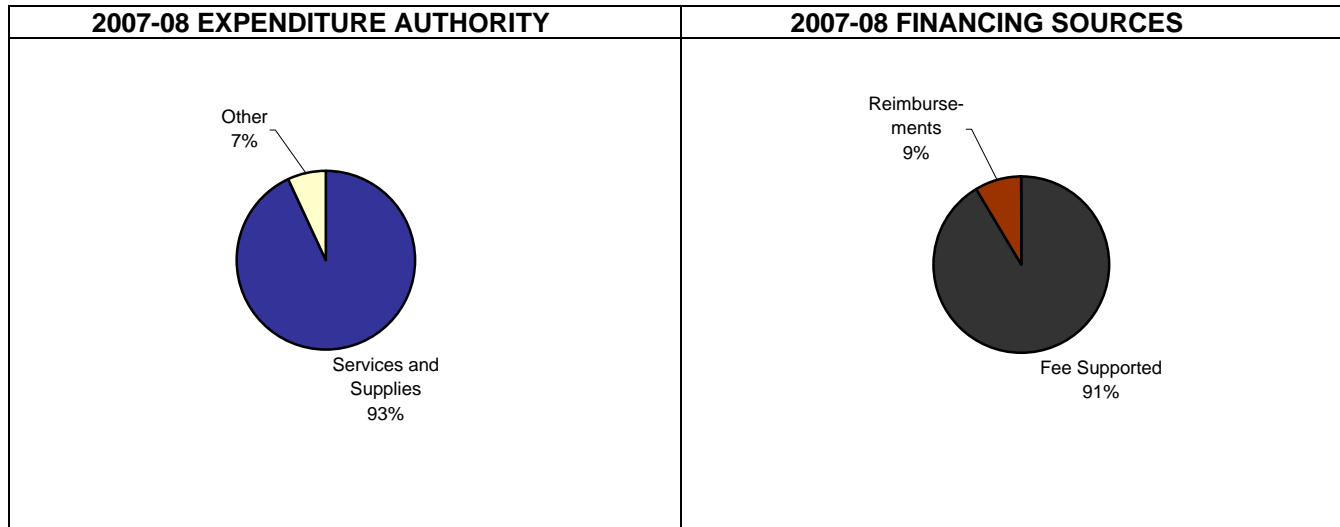 2007-08 EXPENDITURE AUTHORITY
Other
7%
Services and
Supplies
93%
2007-08 FINANCING SOURCES
Reimburse-
ments
9%
Fee Supported
91%